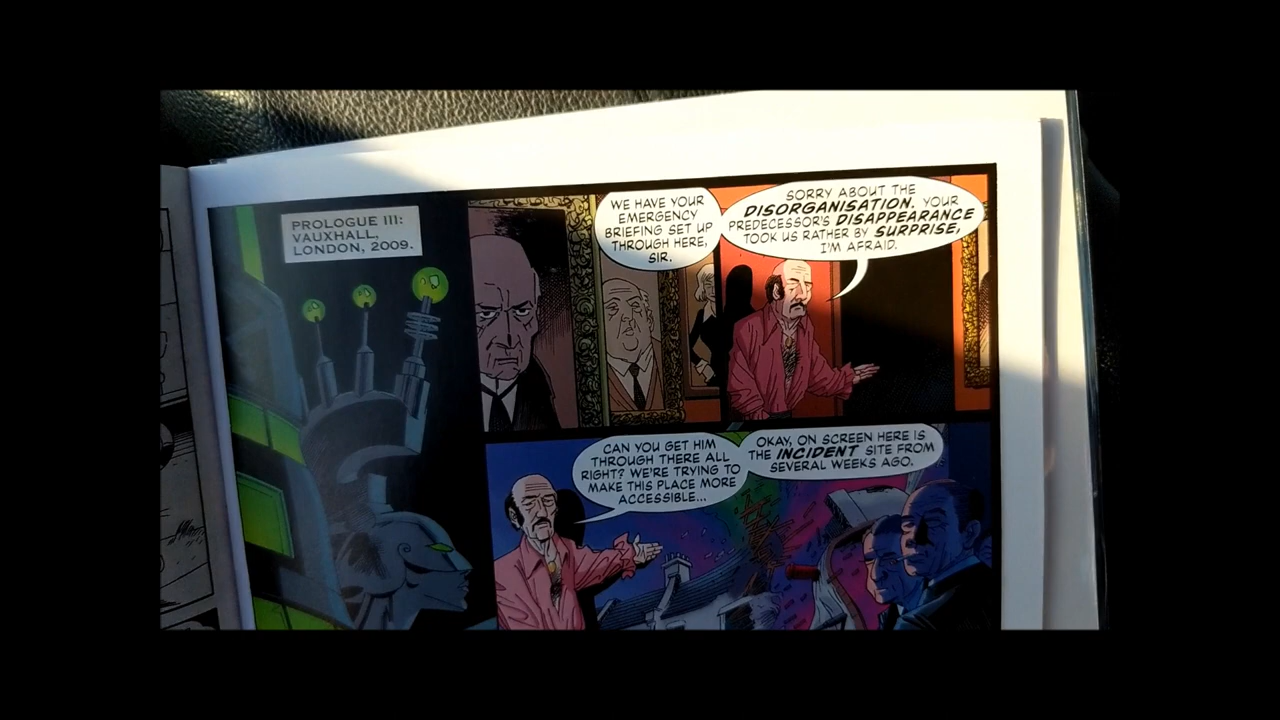 PROLOGUE III:
VAUXHALL,
LONDON, 2009.
WE HAVE YOUR
EMERGENCY
BRIEFING SET UP
THROUGH HERE,
SIR.
SORRY ABOUT THE
DISORGANISATION. YOUR
PREDECESSOR'S DISAPPEARANCE
TOOK US RATHER BY SURPRISE,
I'M AFRAID.
CAN YOU GET HIM
THROUGH THERE ALL
RIGHT? WE'RE TRYING TO
MAKE THIS PLACE MORE
ACCESSIBLE...
OKAY, ON SCREEN HERE IS
THE INCIDENT SITE FROM
SEVERAL WEEKS AGO.